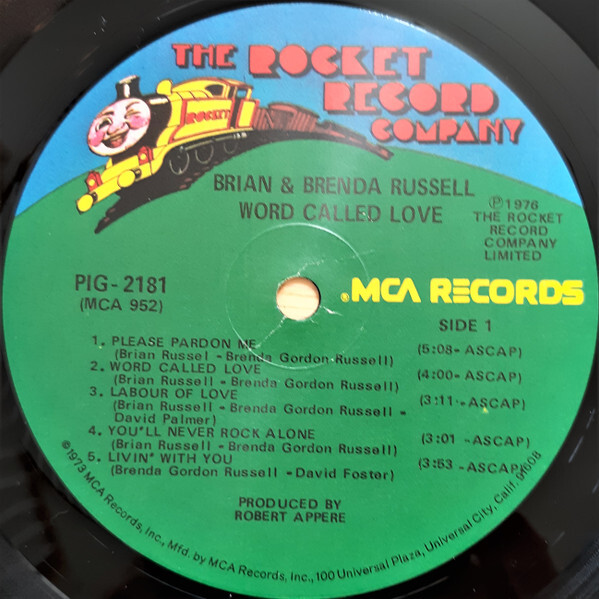 THE ROCKET
RECORD
COMPANY
ROCKET
BRIAN & BRENDA RUSSELL
WORD CALLED LOVE
Ⓟ1976
THE ROCKET
RECORD
COMPANY
LIMITED
PIG-2181
(MCA 952)
MCA RECORDS
SIDE 1
1. PLEASE PARDON ME
(Brian Russel - Brenda Gordon Russell) (5:08- ASCAP)
2. WORD CALLED LOVE
(Brian Russell - Brenda Gordon Russell) (4:00- ASCAP)
3. LABOUR OF LOVE
(Brian Russell - Brenda Gordon Russell - (3:11- ASCAP)
David Palmer)
4. YOU'LL NEVER ROCK ALONE
(Brian Russell - Brenda Gordon Russell) (3:01 -ASCAP)
5. LIVIN' WITH YOU
(Brenda Gordon Russell - David Foster) (3:53 -ASCAP)
PRODUCED BY
ROBERT APPERE
©1973 MCA Records, Inc., Mfd. by MCA Records, Inc., 100 Universal Plaza, Universal City, Calif. 91608